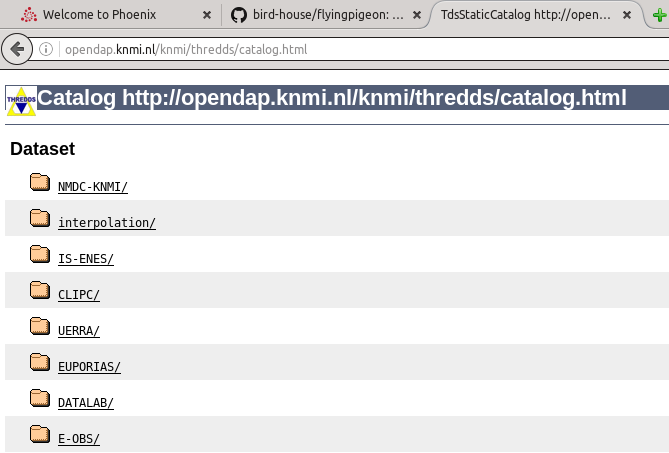 Welcome to Phoenix
bird-house/flyingpigeon: ...
TdsStaticCatalog http://open...
opendap.knmi.nl/knmi/thredds/catalog.html
THREDDS
Catalog http://opendap.knmi.nl/knmi/thredds/catalog.html
Dataset
NMDC-KNMI/
interpolation/
IS-ENES/
CLIPC/
UERRA/
EUPORIAS/
DATALAB/
E-OBS/